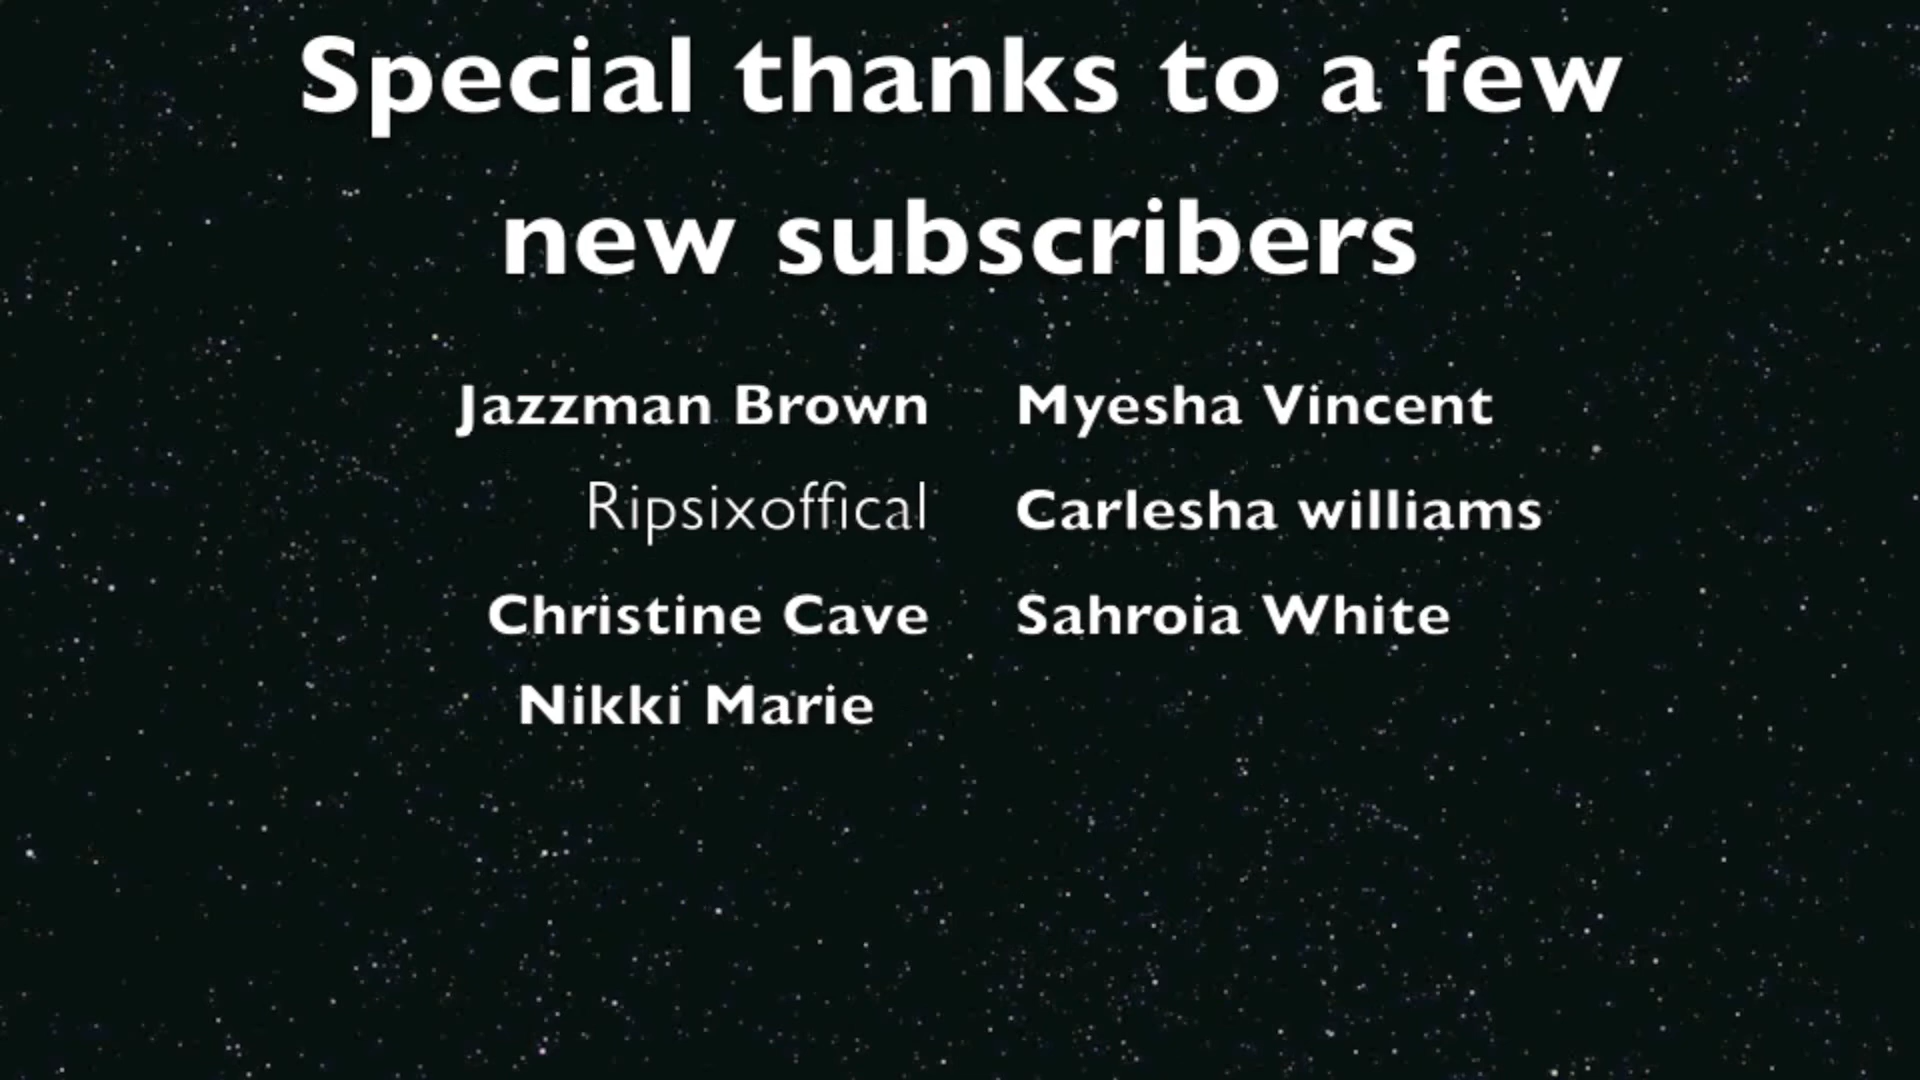 Special thanks to a few
new subscribers
Jazzman Brown Myesha Vincent
Ripsixoffical Carlesha williams
Christine Cave Sahroia White
Nikki Marie